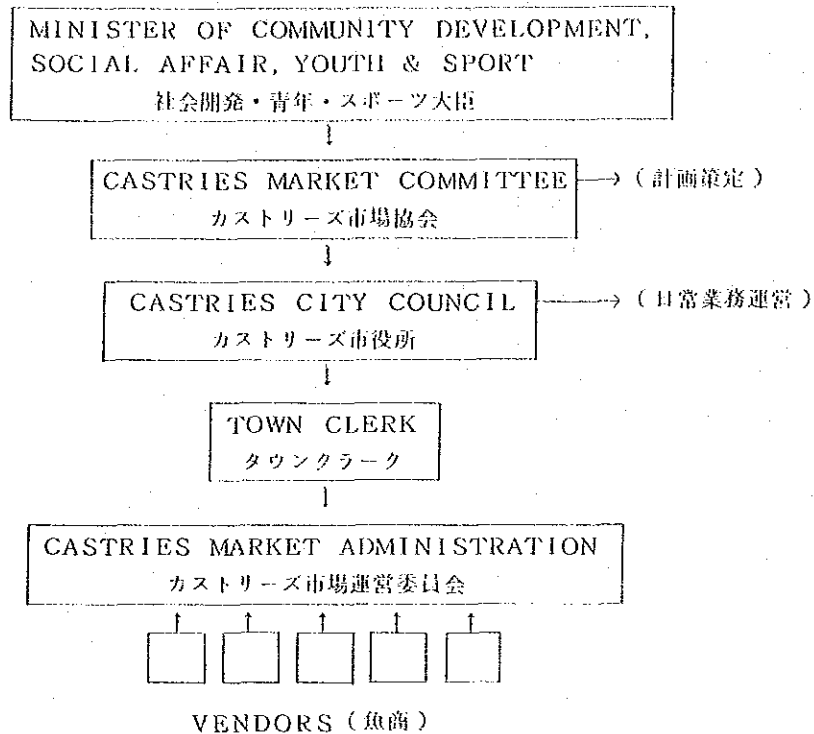 MINISTER OF COMMUNITY DEVELOPMENT,
SOCIAL AFFAIR, YOUTH & SPORT
社会開発・青年・スポーツ大臣
CASTRIES MARKET COMMITTEE → (計画策定)
カストリーズ市場協会
CASTRIES CITY COUNCIL → (日常業務運営)
カストリーズ市役所
TOWN CLERK
タウンクラーク
CASTRIES MARKET ADMINISTRATION
カストリーズ市場運営委員会
VENDORS (魚商)